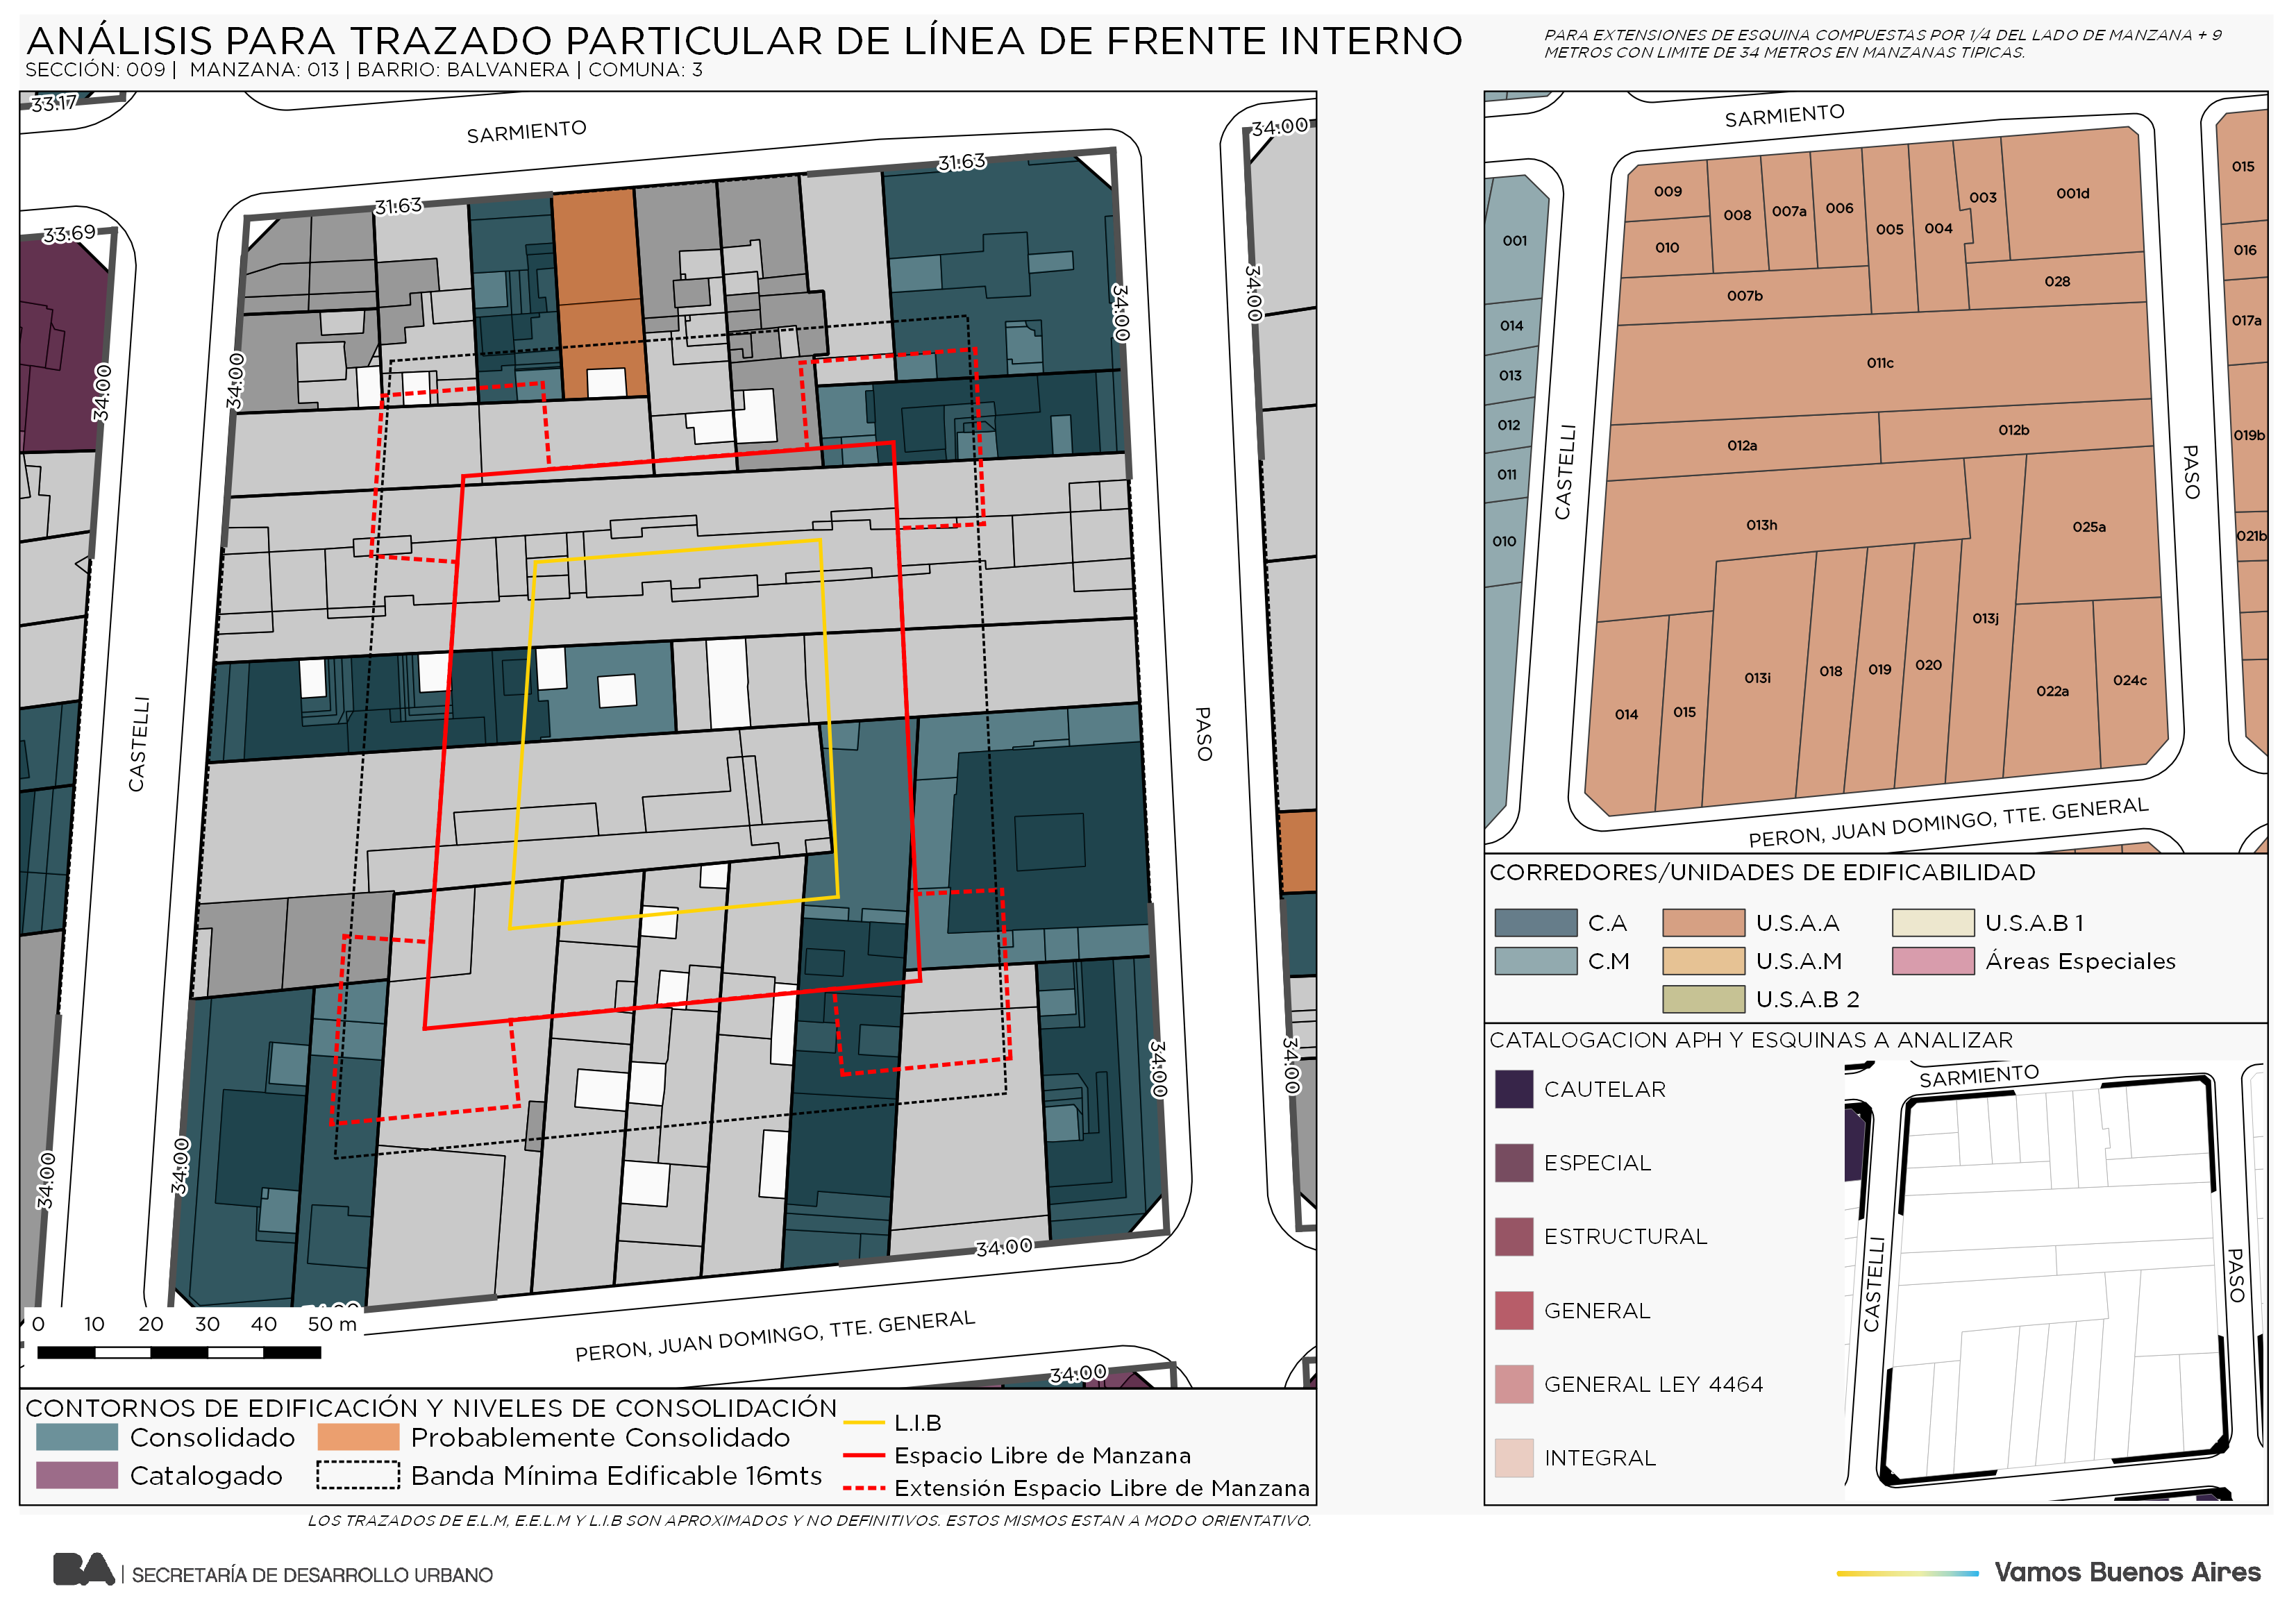 ANÁLISIS PARA TRAZADO PARTICULAR DE LÍNEA DE FRENTE INTERNO
SECCIÓN: 009 | MANZANA: 013 | BARRIO: BALVANERA | COMUNA: 3
PARA EXTENSIONES DE ESQUINA COMPUESTAS POR 1/4 DEL LADO DE MANZANA + 9
METROS CON LIMITE DE 34 METROS EN MANZANAS TIPICAS.
33.17
SARMIENTO
34.00
31.63
31.63
33.69
34.00
34.00
34.00
34.00
CASTELLI
PASO
34.00
34.00
34.00
34.00
34.00
0 10 20 30 40 50 m
PERON, JUAN DOMINGO, TTE. GENERAL
34.00
CONTORNOS DE EDIFICACIÓN Y NIVELES DE CONSOLIDACIÓN
Consolidado
Probablemente Consolidado
Catalogado
Banda Mínima Edificable 16mts
L.I.B
Espacio Libre de Manzana
Extensión Espacio Libre de Manzana
SARMIENTO
015
009
008
007a
006
005
004
003
001d
001
010
016
007b
028
014
017a
011c
013
012
012a
012b
019b
CASTELLI
PASO
011
013h
025a
010
021b
013j
014
015
013i
018
019
020
022a
024c
PERON, JUAN DOMINGO, TTE. GENERAL
CORREDORES/UNIDADES DE EDIFICABILIDAD
C.A
U.S.A.A
U.S.A.B 1
C.M
U.S.A.M
Áreas Especiales
U.S.A.B 2
CATALOGACION APH Y ESQUINAS A ANALIZAR
CAUTELAR
ESPECIAL
ESTRUCTURAL
GENERAL
GENERAL LEY 4464
INTEGRAL
SARMIENTO
CASTELLI
PASO
LOS TRAZADOS DE E.L.M, E.E.L.M Y L.I.B SON APROXIMADOS Y NO DEFINITIVOS. ESTOS MISMOS ESTAN A MODO ORIENTATIVO.
BA | SECRETARÍA DE DESARROLLO URBANO
Vamos Buenos Aires